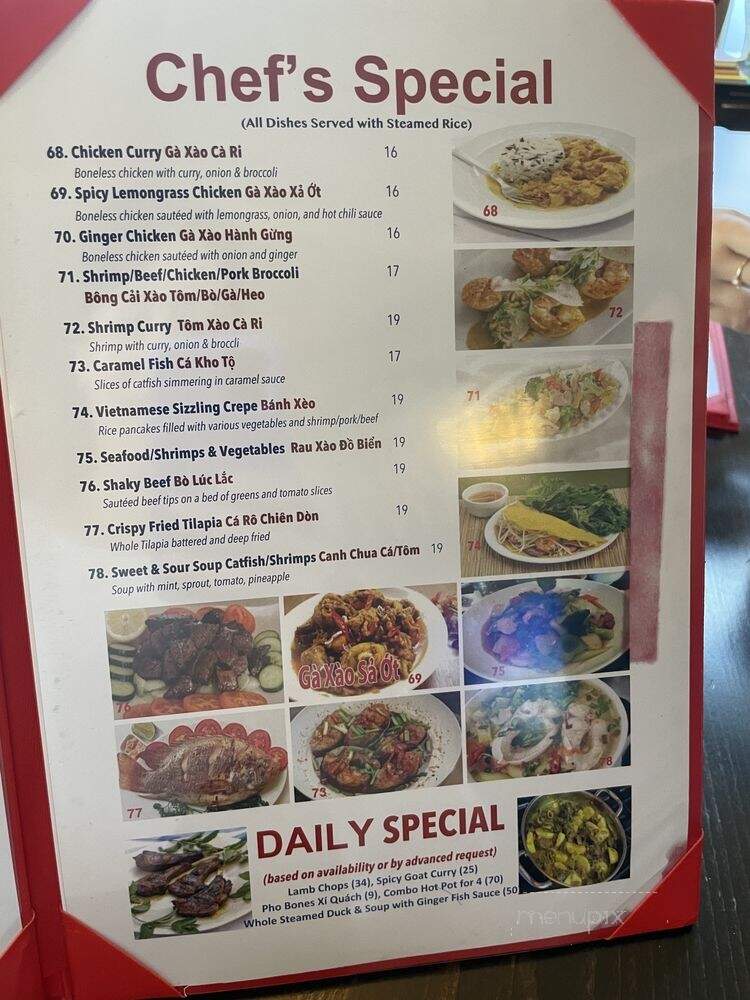 Chef's Special
(All Dishes Served with Steamed Rice)
68. Chicken Curry Gà Xào Cà Ri 16
Boneless chicken with curry, onion & broccoli
69. Spicy Lemongrass Chicken Gà Xào Xả Ớt 16
Boneless chicken sautéed with lemongrass, onion, and hot chili sauce
70. Ginger Chicken Gà Xào Hành Gừng 16
Boneless chicken sautéed with onion and ginger
71. Shrimp/Beef/Chicken/Pork Broccoli 17
Bông Cải Xào Tôm/Bò/Gà/Heo
72. Shrimp Curry Tôm Xào Cà Ri 19
Shrimp with curry, onion & broccli
73. Caramel Fish Cá Kho Tộ 17
Slices of catfish simmering in caramel sauce
74. Vietnamese Sizzling Crepe Bánh Xèo 19
Rice pancakes filled with various vegetables and shrimp/pork/beef
75. Seafood/Shrimps & Vegetables Rau Xào Đồ Biển 19
76. Shaky Beef Bò Lúc Lắc 19
Sautéed beef tips on a bed of greens and tomato slices
77. Crispy Fried Tilapia Cá Rô Chiên Dòn 19
Whole Tilapia battered and deep fried
78. Sweet & Sour Soup Catfish/Shrimps Canh Chua Cá/Tôm 19
Soup with mint, sprout, tomato, pineapple
68
72
71
74
76
Gà Xào Sả Ớt 69
75
77
73
78
DAILY SPECIAL
(based on availability or by advanced request)
Lamb Chops (34), Spicy Goat Curry (25)
Pho Bones Xí Quách (9), Combo Hot Pot for 4 (70)
Whole Steamed Duck & Soup with Ginger Fish Sauce (50)
menupix